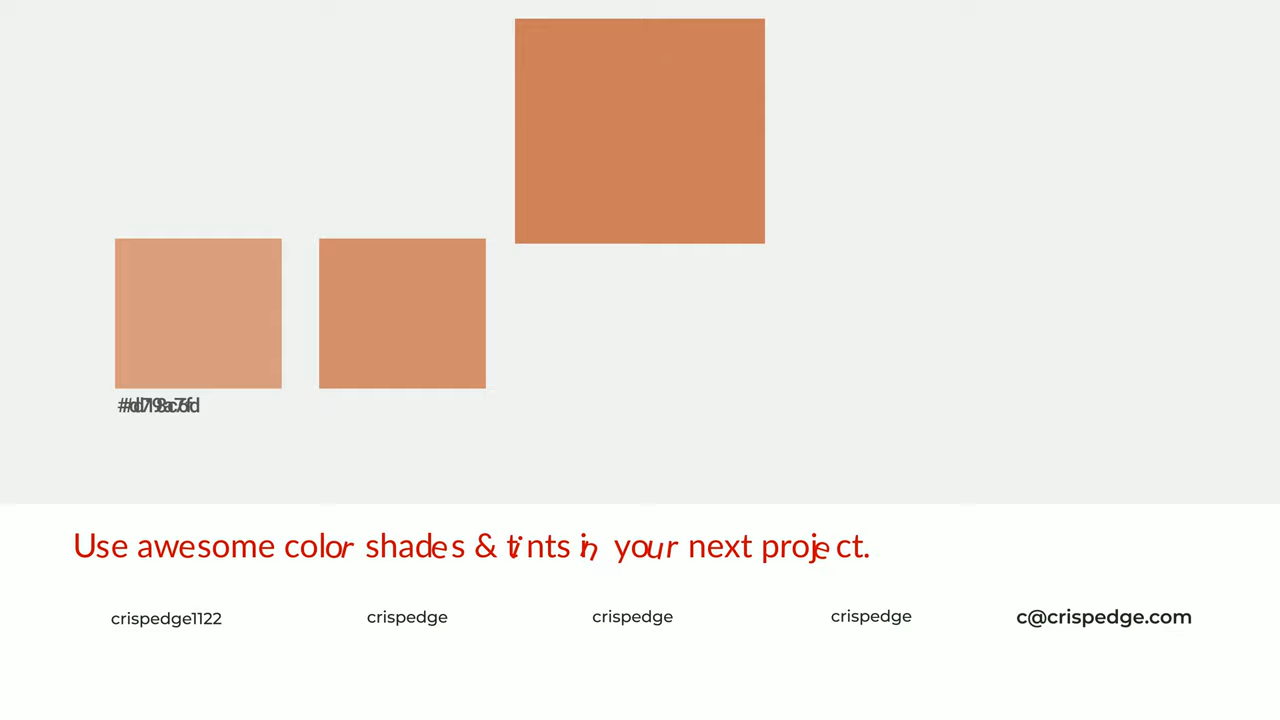 Use awesome color shades & tints in your next project.
crispedge1122 crispedge crispedge crispedge c@crispedge.com